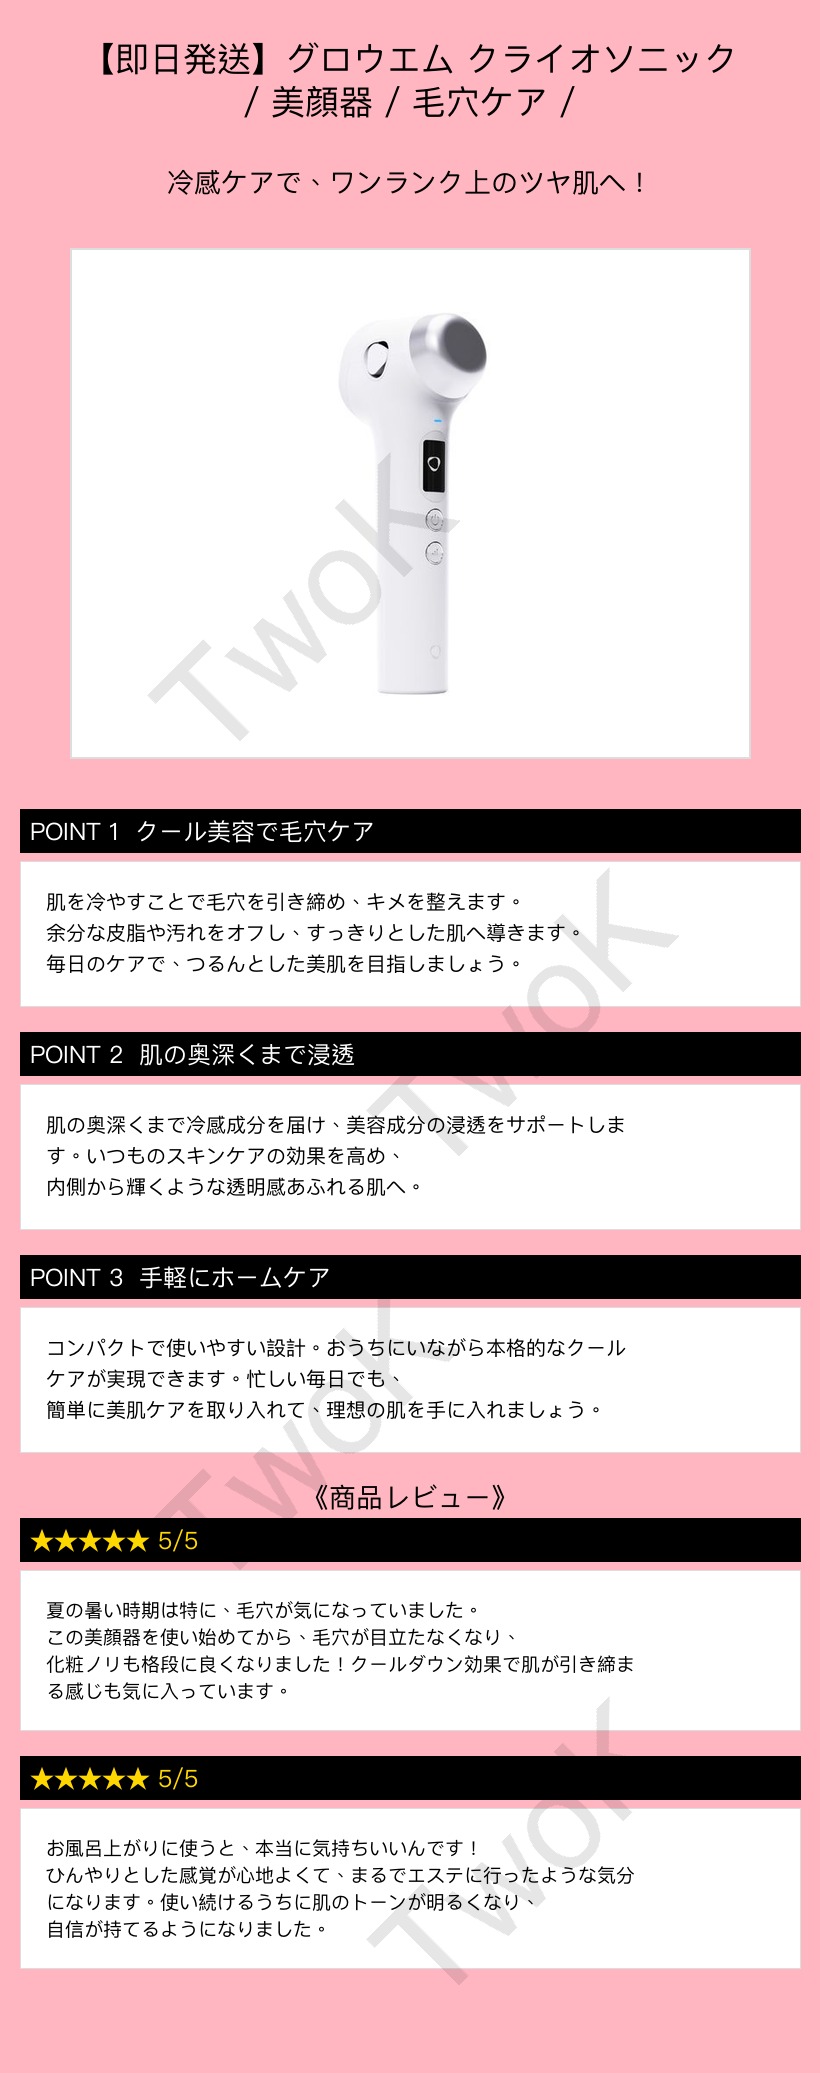 【即日発送】グロウエム クライオソニック
/ 美顔器 / 毛穴ケア /
冷感ケアで、ワンランク上のツヤ肌へ！
TwoK
POINT 1 クール美容で毛穴ケア
肌を冷やすことで毛穴を引き締め、キメを整えます。
余分な皮脂や汚れをオフし、すっきりとした肌へ導きます。
毎日のケアで、つるんとした美肌を目指しましょう。
TwoK
POINT 2 肌の奥深くまで浸透
肌の奥深くまで冷感成分を届け、美容成分の浸透をサポートしま
す。いつものスキンケアの効果を高め、
内側から輝くような透明感あふれる肌へ。
POINT 3 手軽にホームケア
コンパクトで使いやすい設計。おうちにいながら本格的なクール
ケアが実現できます。忙しい毎日でも、
簡単に美肌ケアを取り入れて、理想の肌を手に入れましょう。
TwoK
《商品レビュー》
★★★★★ 5/5
夏の暑い時期は特に、毛穴が気になっていました。
この美顔器を使い始めてから、毛穴が目立たなくなり、
化粧ノリも格段に良くなりました！クールダウン効果で肌が引き締ま
る感じも気に入っています。
★★★★★ 5/5
お風呂上がりに使うと、本当に気持ちいいんです！
ひんやりとした感覚が心地よくて、まるでエステに行ったような気分
になります。使い続けるうちに肌のトーンが明るくなり、
自信が持てるようになりました。
TwoK